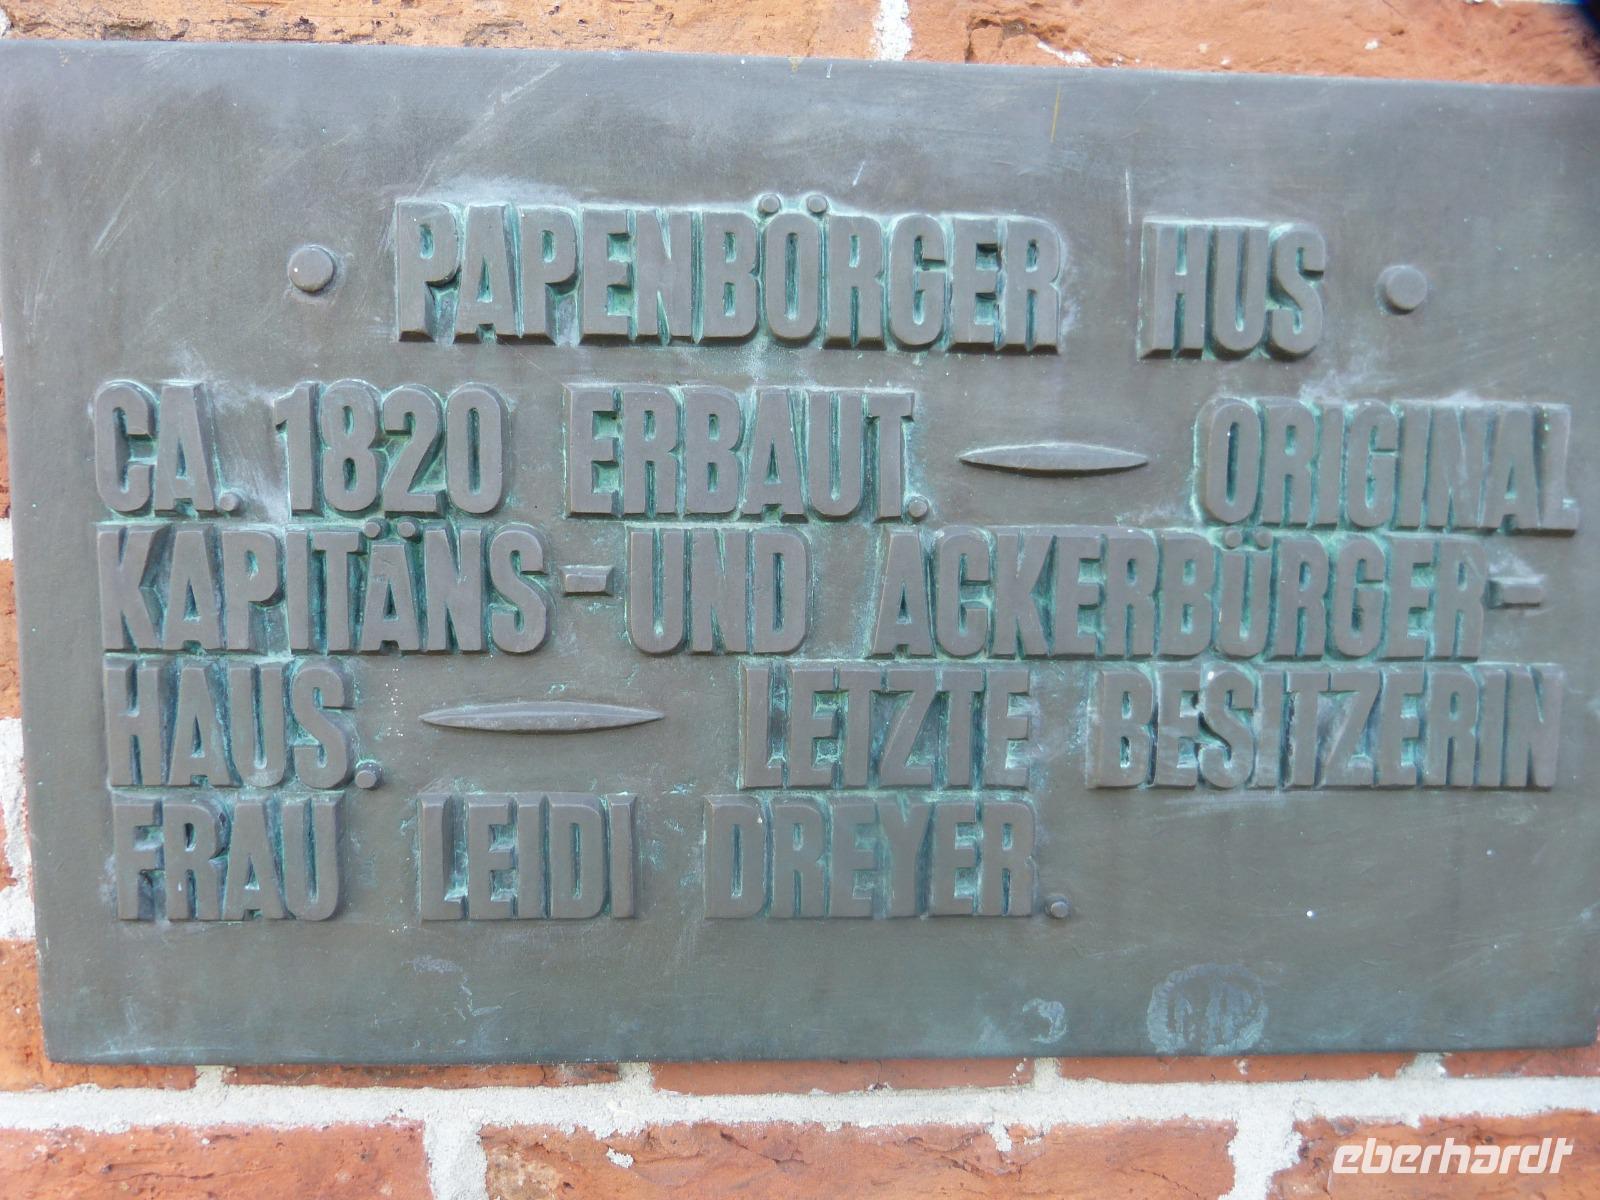 • PAPENBÖRGER HUS •
CA. 1820 ERBAUT. — ORIGINAL
KAPITÄNS-UND ACKERBÜRGER-
HAUS. — LETZTE BESITZERIN
FRAU LEIDI DREYER.
eberhardt